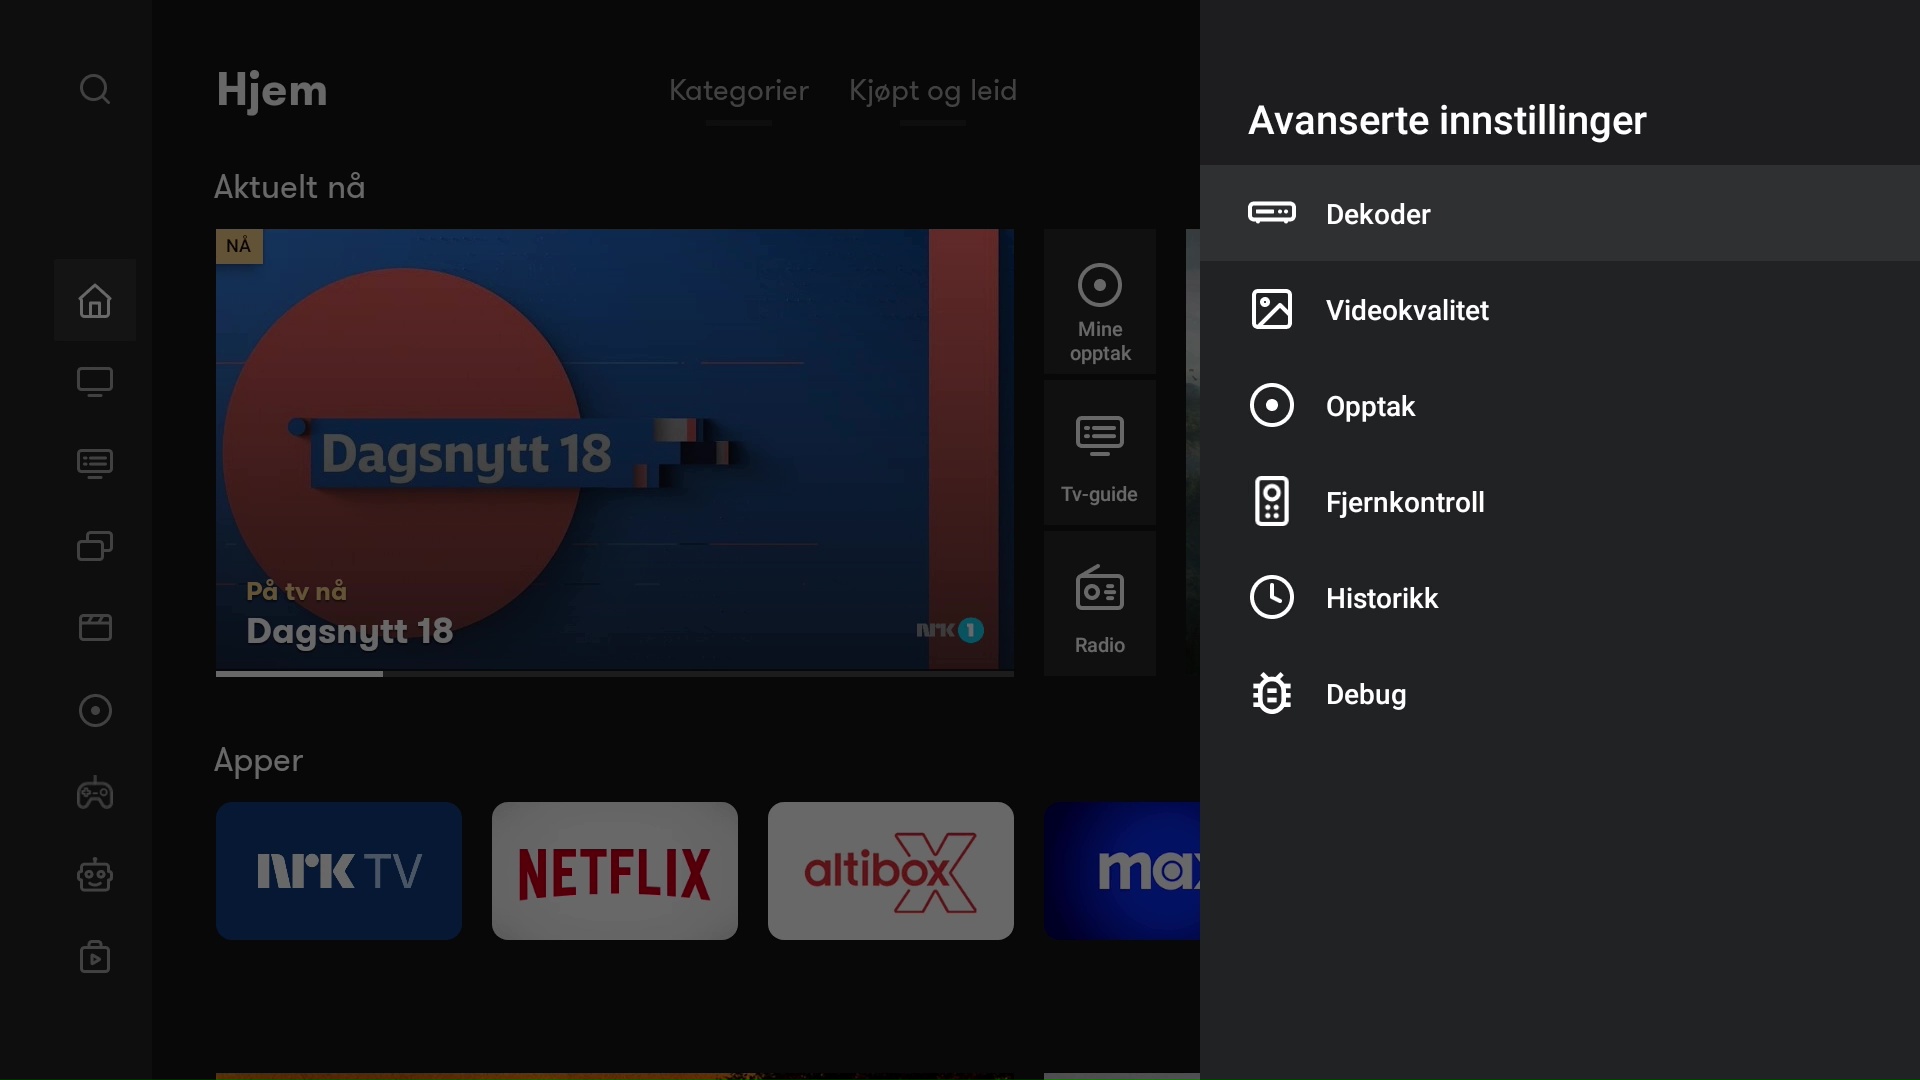 Hjem
Kategorier
Kjøpt og leid
Aktuelt nå
NÅ
Dagsnytt 18
På tv nå
Dagsnytt 18
NRK 1
Mine
opptak
Tv-guide
Radio
Apper
NRK TV
NETFLIX
altibox
max
Avanserte innstillinger
Dekoder
Videokvalitet
Opptak
Fjernkontroll
Historikk
Debug